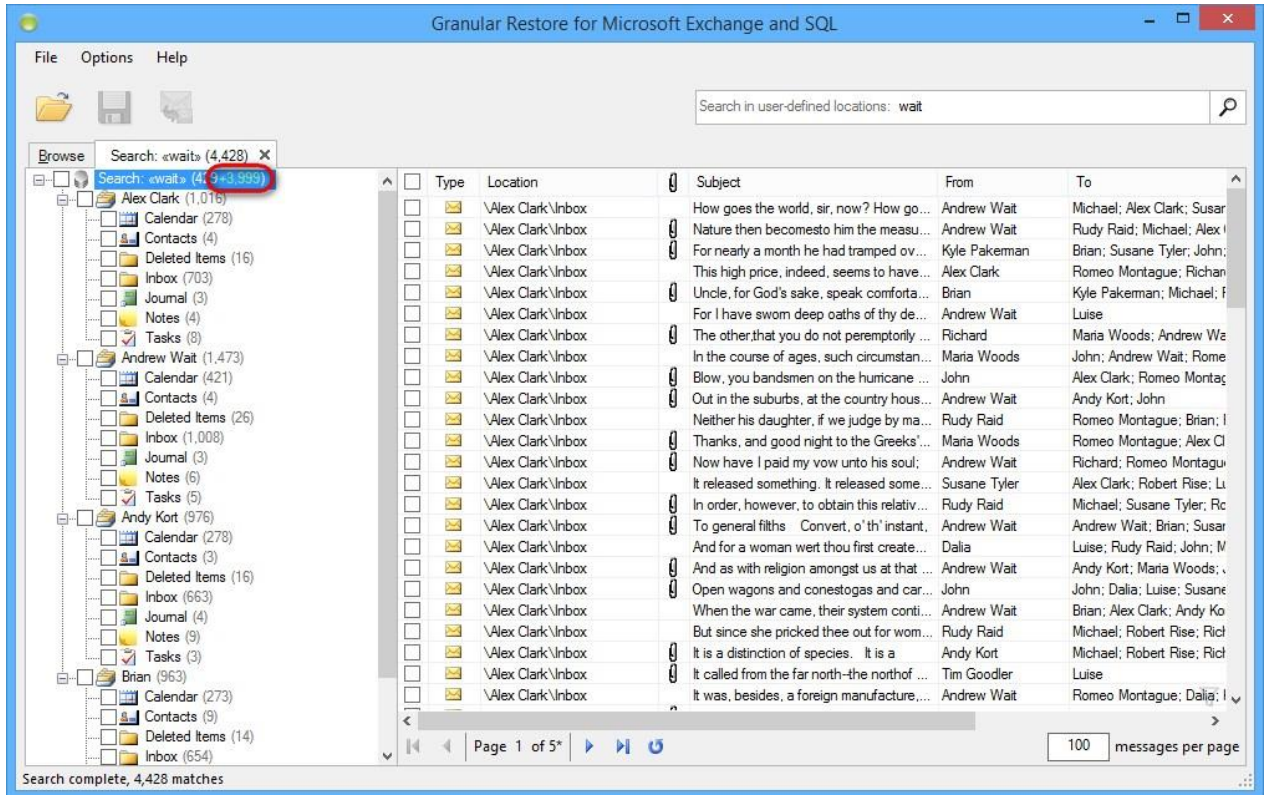 Granular Restore for Microsoft Exchange and SQL
File Options Help
Search in user-defined locations: wait
Browse Search: «wait» (4,428)
Search: «wait» (429+3,999)
Alex Clark (1,016)
Calendar (278)
Contacts (4)
Deleted Items (16)
Inbox (703)
Journal (3)
Notes (4)
Tasks (8)
Andrew Wait (1,473)
Calendar (421)
Contacts (4)
Deleted Items (26)
Inbox (1,008)
Journal (3)
Notes (6)
Tasks (5)
Andy Kort (976)
Calendar (278)
Contacts (3)
Deleted Items (16)
Inbox (663)
Journal (4)
Notes (9)
Tasks (3)
Brian (963)
Calendar (273)
Contacts (9)
Deleted Items (14)
Inbox (654)
Type Location Subject From To
\Alex Clark\Inbox How goes the world, sir, now? How go... Andrew Wait Michael; Alex Clark; Susar
\Alex Clark\Inbox Nature then becomesto him the measu... Andrew Wait Rudy Raid; Michael; Alex
\Alex Clark\Inbox For nearly a month he had tramped ov... Kyle Pakerman Brian; Susane Tyler; John;
\Alex Clark\Inbox This high price, indeed, seems to have... Alex Clark Romeo Montague; Richar
\Alex Clark\Inbox Uncle, for God's sake, speak comforta... Brian Kyle Pakerman; Michael;
\Alex Clark\Inbox For I have sworn deep oaths of thy de... Andrew Wait Luise
\Alex Clark\Inbox The other,that you do not peremptorily ... Richard Maria Woods; Andrew Wa
\Alex Clark\Inbox In the course of ages, such circumstan... Maria Woods John; Andrew Wait; Rome
\Alex Clark\Inbox Blow, you bandsmen on the hurricane ... John Alex Clark; Romeo Montag
\Alex Clark\Inbox Out in the suburbs, at the country hous... Andrew Wait Andy Kort; John
\Alex Clark\Inbox Neither his daughter, if we judge by ma... Rudy Raid Romeo Montague; Brian;
\Alex Clark\Inbox Thanks, and good night to the Greeks'... Maria Woods Romeo Montague; Alex Cl
\Alex Clark\Inbox Now have I paid my vow unto his soul; Andrew Wait Richard; Romeo Montagu
\Alex Clark\Inbox It released something. It released some... Susane Tyler Alex Clark; Robert Rise; Lu
\Alex Clark\Inbox In order, however, to obtain this relativ... Rudy Raid Michael; Susane Tyler; Ro
\Alex Clark\Inbox To general filths Convert, o' th' instant, Andrew Wait Andrew Wait; Brian; Susar
\Alex Clark\Inbox And for a woman wert thou first create... Dalia Luise; Rudy Raid; John; M
\Alex Clark\Inbox And as with religion amongst us at that ... Andrew Wait Andy Kort; Maria Woods;
\Alex Clark\Inbox Open wagons and conestogas and car... John John; Dalia; Luise; Susane
\Alex Clark\Inbox When the war came, their system conti... Andrew Wait Brian; Alex Clark; Andy Ko
\Alex Clark\Inbox But since she pricked thee out for wom... Rudy Raid Michael; Robert Rise; Rich
\Alex Clark\Inbox It is a distinction of species. It is a Andy Kort Michael; Robert Rise; Rich
\Alex Clark\Inbox It called from the far north-the northof ... Tim Goodler Luise
\Alex Clark\Inbox It was, besides, a foreign manufacture,... Andrew Wait Romeo Montague; Dalia;
Page 1 of 5* 100 messages per page
Search complete, 4,428 matches